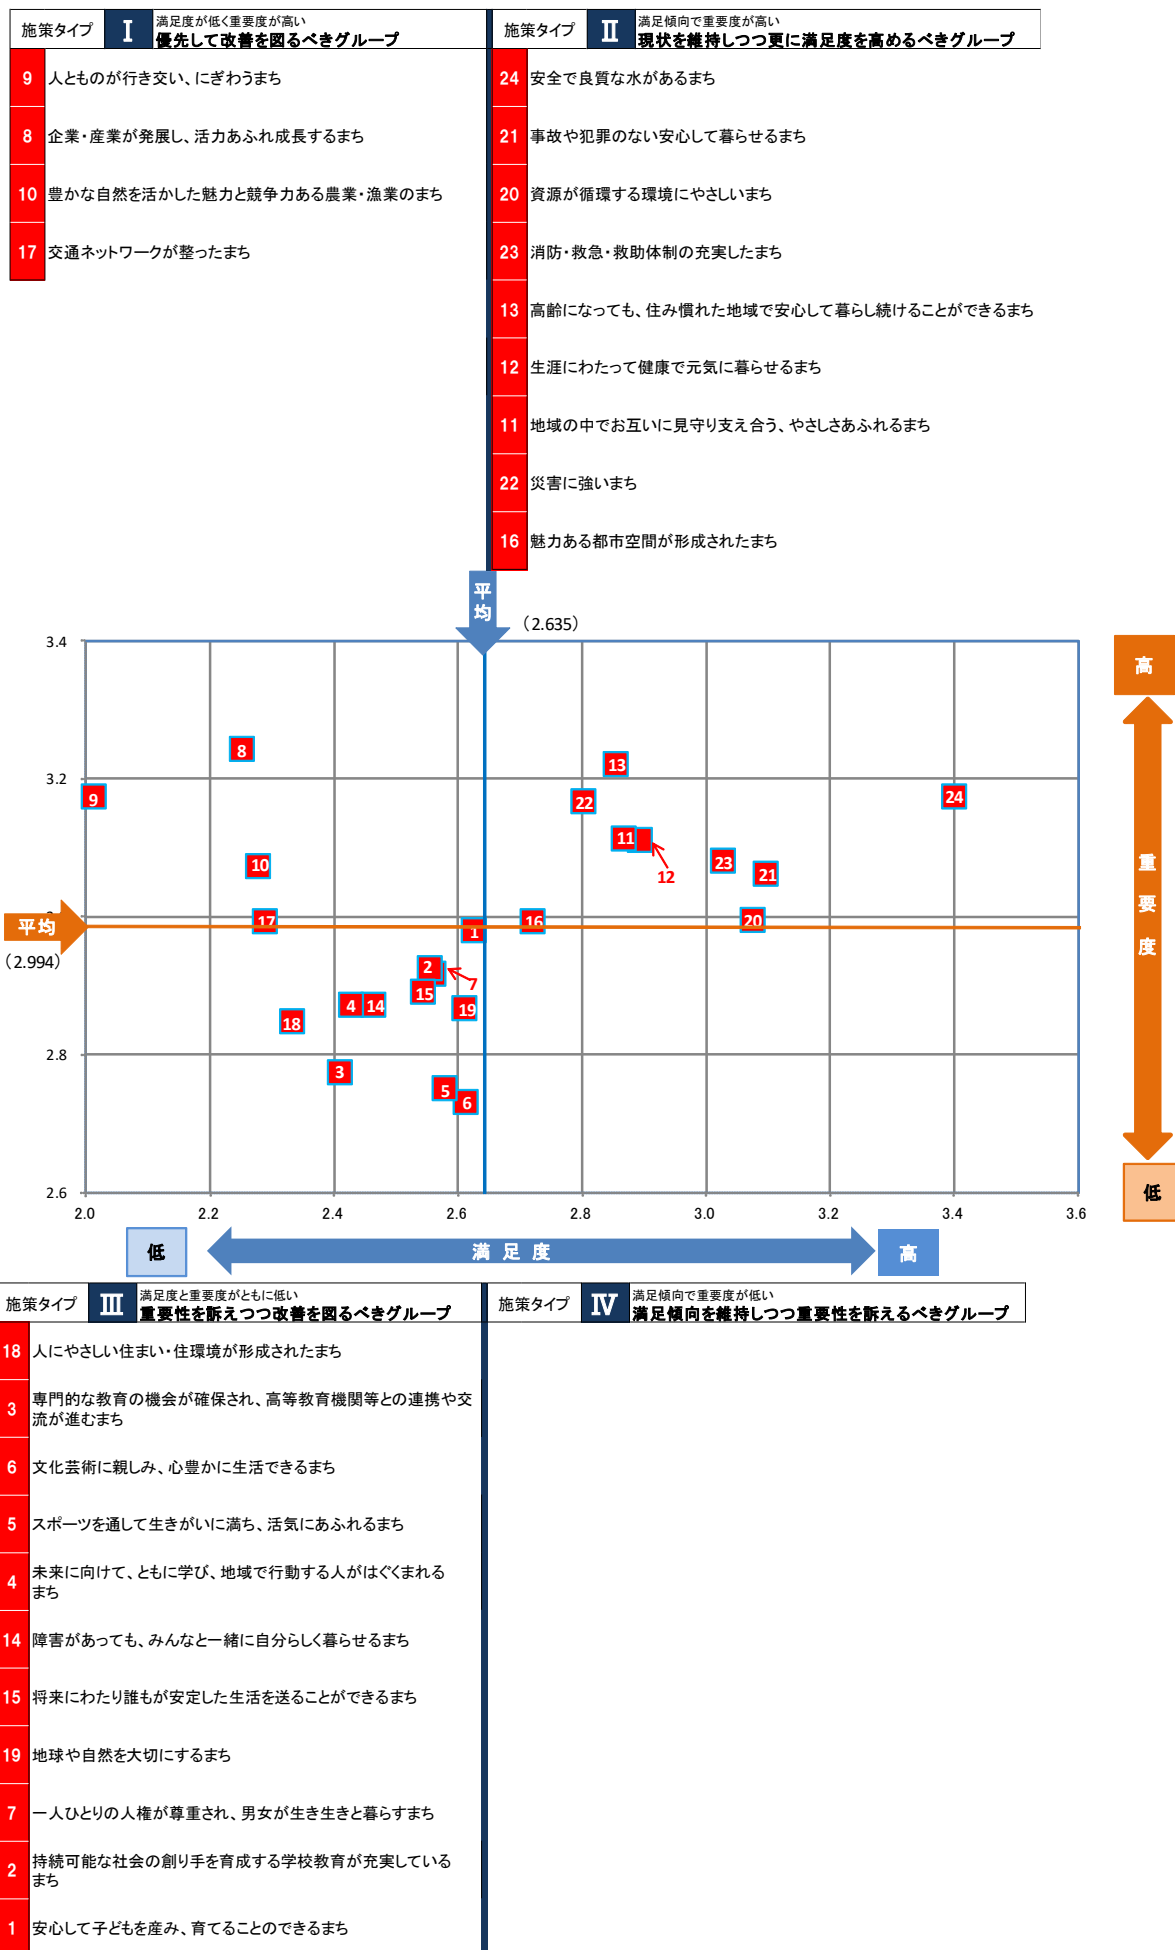 施策タイプ
Ⅰ
満足度が低く重要度が高い
優先して改善を図るべきグループ
9 人とものが行き交い、にぎわうまち
8 企業・産業が発展し、活力あふれ成長するまち
10 豊かな自然を活かした魅力と競争力ある農業・漁業のまち
17 交通ネットワークが整ったまち
施策タイプ
Ⅱ
満足傾向で重要度が高い
現状を維持しつつ更に満足度を高めるべきグループ
24 安全で良質な水があるまち
21 事故や犯罪のない安心して暮らせるまち
20 資源が循環する環境にやさしいまち
23 消防・救急・救助体制の充実したまち
13 高齢になっても、住み慣れた地域で安心して暮らし続けることができるまち
12 生涯にわたって健康で元気に暮らせるまち
11 地域の中でお互いに見守り支え合う、やさしさあふれるまち
22 災害に強いまち
16 魅力ある都市空間が形成されたまち
平均
（2.635）
3.4
高
8
13
3.2
9
22
24
11
10
12
23
21
重要度
17
16
20
平均
1
（2.994）
2
7
15
4
14
19
18
2.8
3
5
6
2.6
低
2.0 2.2 2.4 2.6 2.8 3.0 3.2 3.4 3.6
低
満足度
高
施策タイプ
Ⅲ
満足度と重要度がともに低い
重要性を訴えつつ改善を図るべきグループ
18 人にやさしい住まい・住環境が形成されたまち
3 専門的な教育の機会が確保され、高等教育機関等との連携や交
流が進むまち
6 文化芸術に親しみ、心豊かに生活できるまち
5 スポーツを通して生きがいに満ち、活気にあふれるまち
4 未来に向けて、ともに学び、地域で行動する人がはぐくまれる
まち
14 障害があっても、みんなと一緒に自分らしく暮らせるまち
15 将来にわたり誰もが安定した生活を送ることができるまち
19 地球や自然を大切にするまち
7 一人ひとりの人権が尊重され、男女が生き生きと暮らすまち
2 持続可能な社会の創り手を育成する学校教育が充実している
まち
1 安心して子どもを産み、育てることのできるまち
施策タイプ
Ⅳ
満足傾向で重要度が低い
満足傾向を維持しつつ重要性を訴えるべきグループ